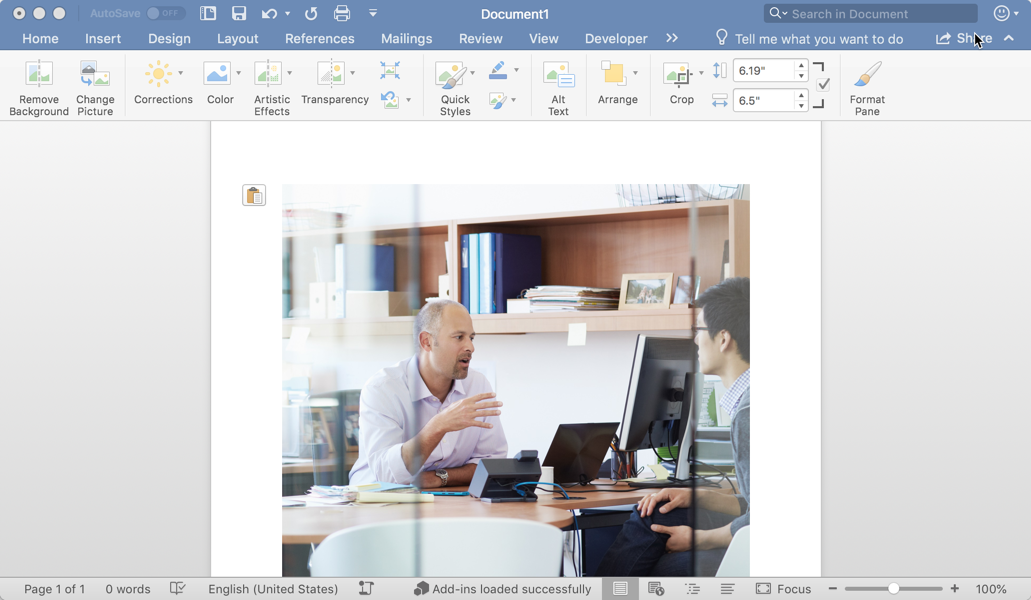 AutoSave OFF Document1 Search in Document
Home Insert Design Layout References Mailings Review View Developer Tell me what you want to do Share
Remove Background
Change Picture
Corrections
Color
Artistic Effects
Transparency
Quick Styles
Alt Text
Arrange
Crop
6.19"
6.5"
Format Pane
Page 1 of 1 0 words English (United States) Add-ins loaded successfully Focus 100%